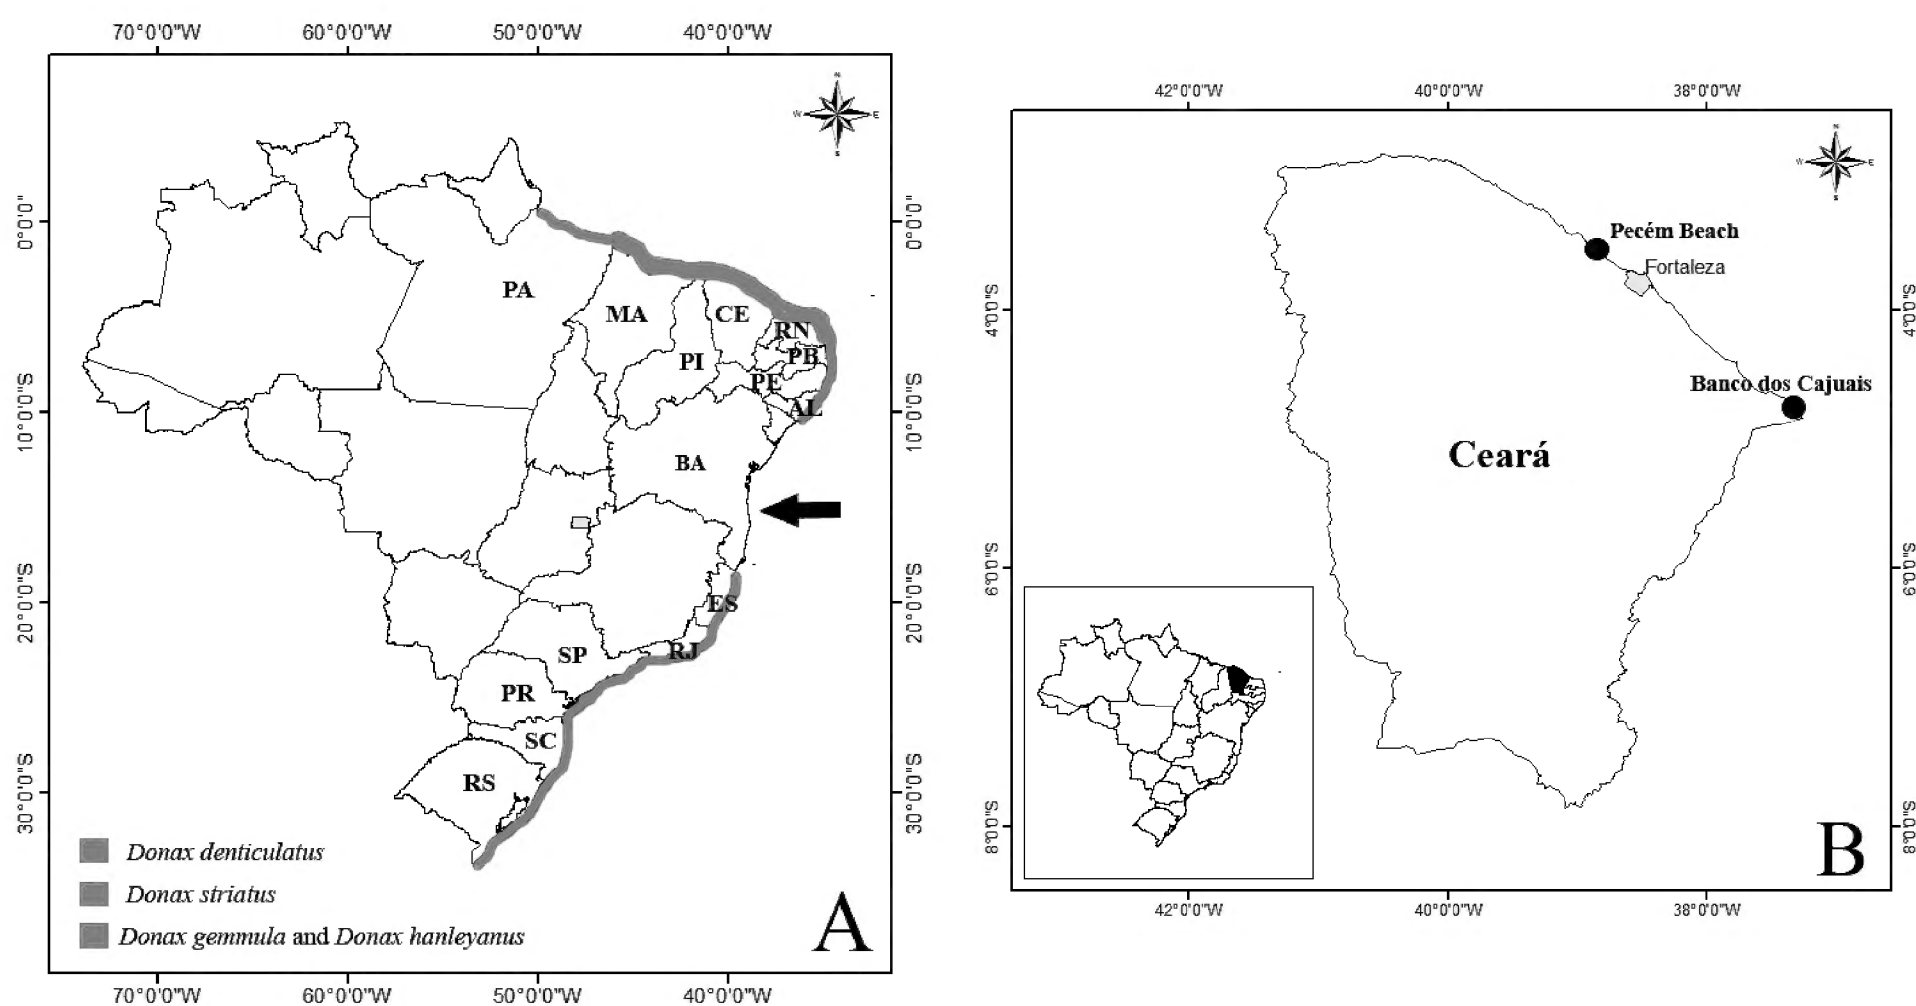 70°0'0"W 60°0'0"W 50°0'0"W 40°0'0"W
N
W E
S
0°0'0" 0°0'0"
PA
MA
CE
RN
PB
PI
PE
AL
10°0'0"S 10°0'0"S
BA
20°0'0"S 20°0'0"S
ES
RJ
SP
PR
SC
RS
30°0'0"S 30°0'0"S
Donax denticulatus
Donax striatus
Donax gemmula and Donax hanleyanus
A
70°0'0"W 60°0'0"W 50°0'0"W 40°0'0"W
42°0'0"W 40°0'0"W 38°0'0"W
N
W E
S
Pecém Beach
Fortaleza
4°0'0"S 4°0'0"S
Banco dos Cajuais
Ceará
6°0'0"S 6°0'0"S
8°0'0"S 8°0'0"S
B
42°0'0"W 40°0'0"W 38°0'0"W